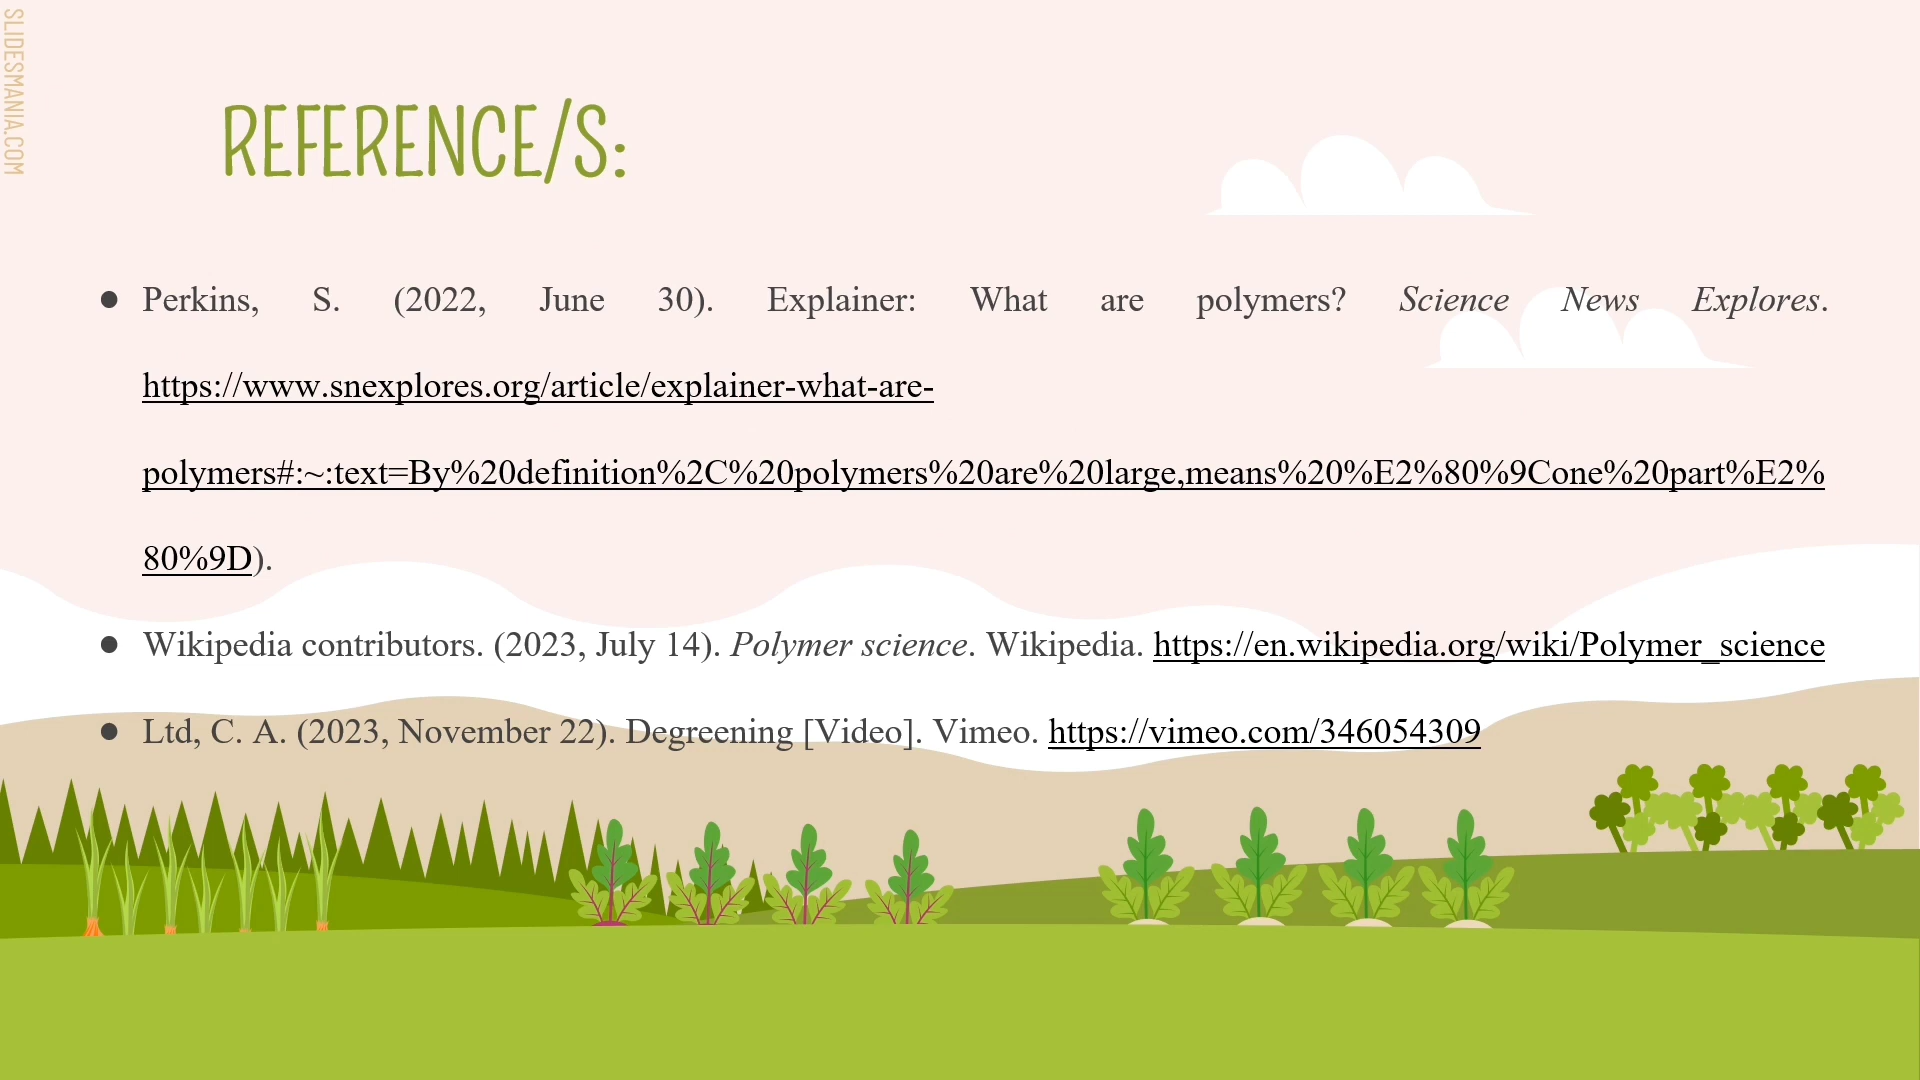 SLIDESMANIA.COM
REFERENCE/S:
● Perkins, S. (2022, June 30). Explainer: What are polymers? Science News Explores.
https://www.snexplores.org/article/explainer-what-are-
polymers#:~:text=By%20definition%2C%20polymers%20are%20large,means%20%E2%80%9Cone%20part%E2%
80%9D).
● Wikipedia contributors. (2023, July 14). Polymer science. Wikipedia. https://en.wikipedia.org/wiki/Polymer_science
● Ltd, C. A. (2023, November 22). Degreening [Video]. Vimeo. https://vimeo.com/346054309